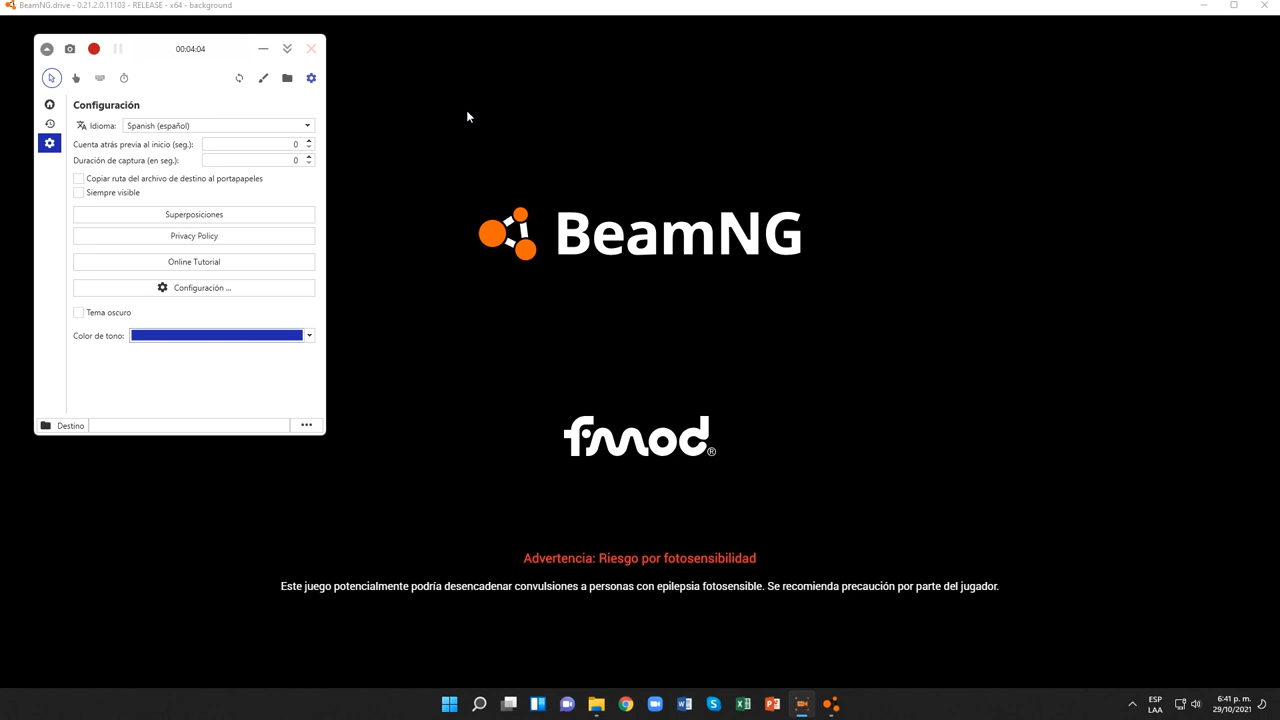 BeamNG.drive - 0.21.2.0.11103 - RELEASE - x64 - background
00:04:04
Configuración
Idioma: Spanish (español)
Cuenta atrás previa al inicio (seg.): 0
Duración de captura (en seg.): 0
Copiar ruta del archivo de destino al portapapeles
Siempre visible
Superposiciones
Privacy Policy
Online Tutorial
Configuración ...
Tema oscuro
Color de tono:
Destino
BeamNG
fmod®
Advertencia: Riesgo por fotosensibilidad
Este juego potencialmente podría desencadenar convulsiones a personas con epilepsia fotosensible. Se recomienda precaución por parte del jugador.
ESP
LAA
6:41 p. m.
29/10/2021